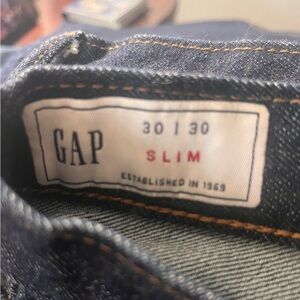 GAP
30 | 30
SLIM
ESTABLISHED IN 1969